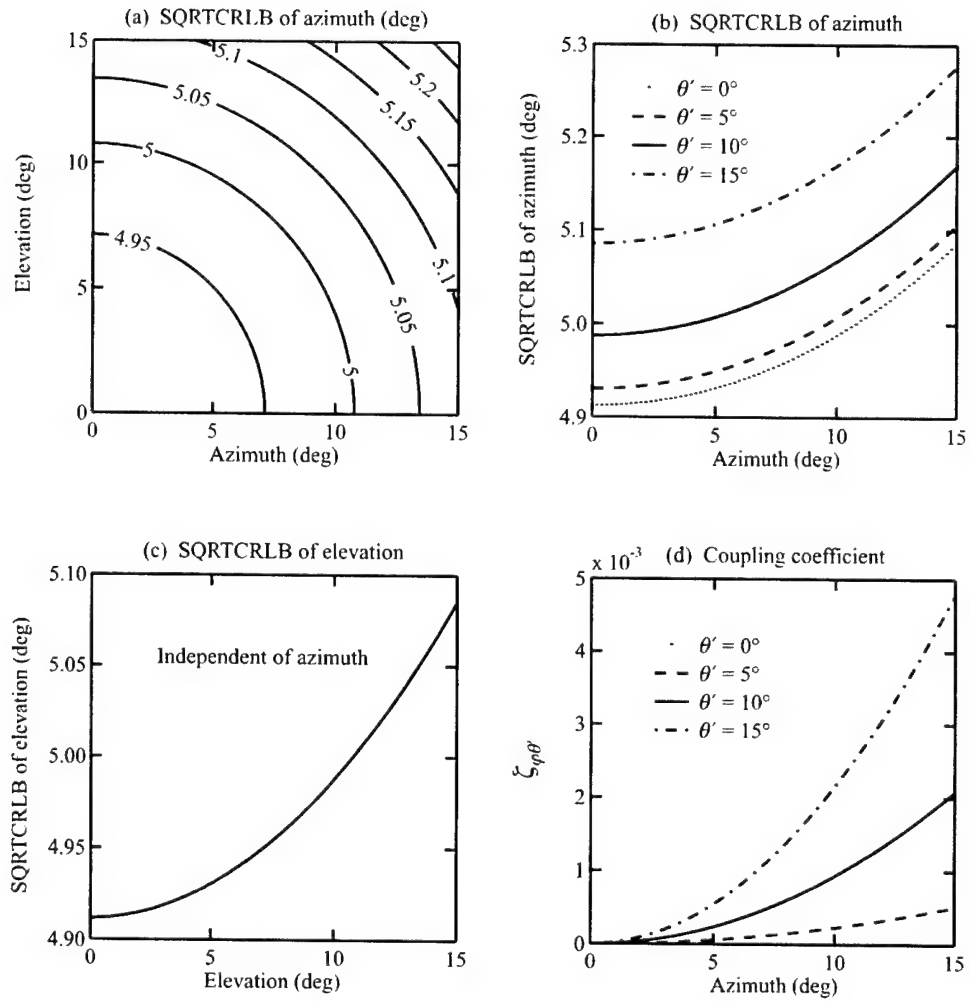 (a) SQRTCRLB of azimuth (deg)
15
10
5
0
Elevation (deg)
5.1
5.2
5.05
5.15
5
4.95
5.1
5.05
5
0
5
10
15
Azimuth (deg)
(b) SQRTCRLB of azimuth
5.3
5.2
5.1
5.0
4.9
SQRTCRLB of azimuth (deg)
θ′ = 0°
θ′ = 5°
θ′ = 10°
θ′ = 15°
0
5
10
15
Azimuth (deg)
(c) SQRTCRLB of elevation
5.10
5.05
5.00
4.95
4.90
SQRTCRLB of elevation (deg)
Independent of azimuth
0
5
10
15
Elevation (deg)
x 10⁻³ (d) Coupling coefficient
5
4
3
2
1
0
ζφθ′
θ′ = 0°
θ′ = 5°
θ′ = 10°
θ′ = 15°
0
5
10
15
Azimuth (deg)